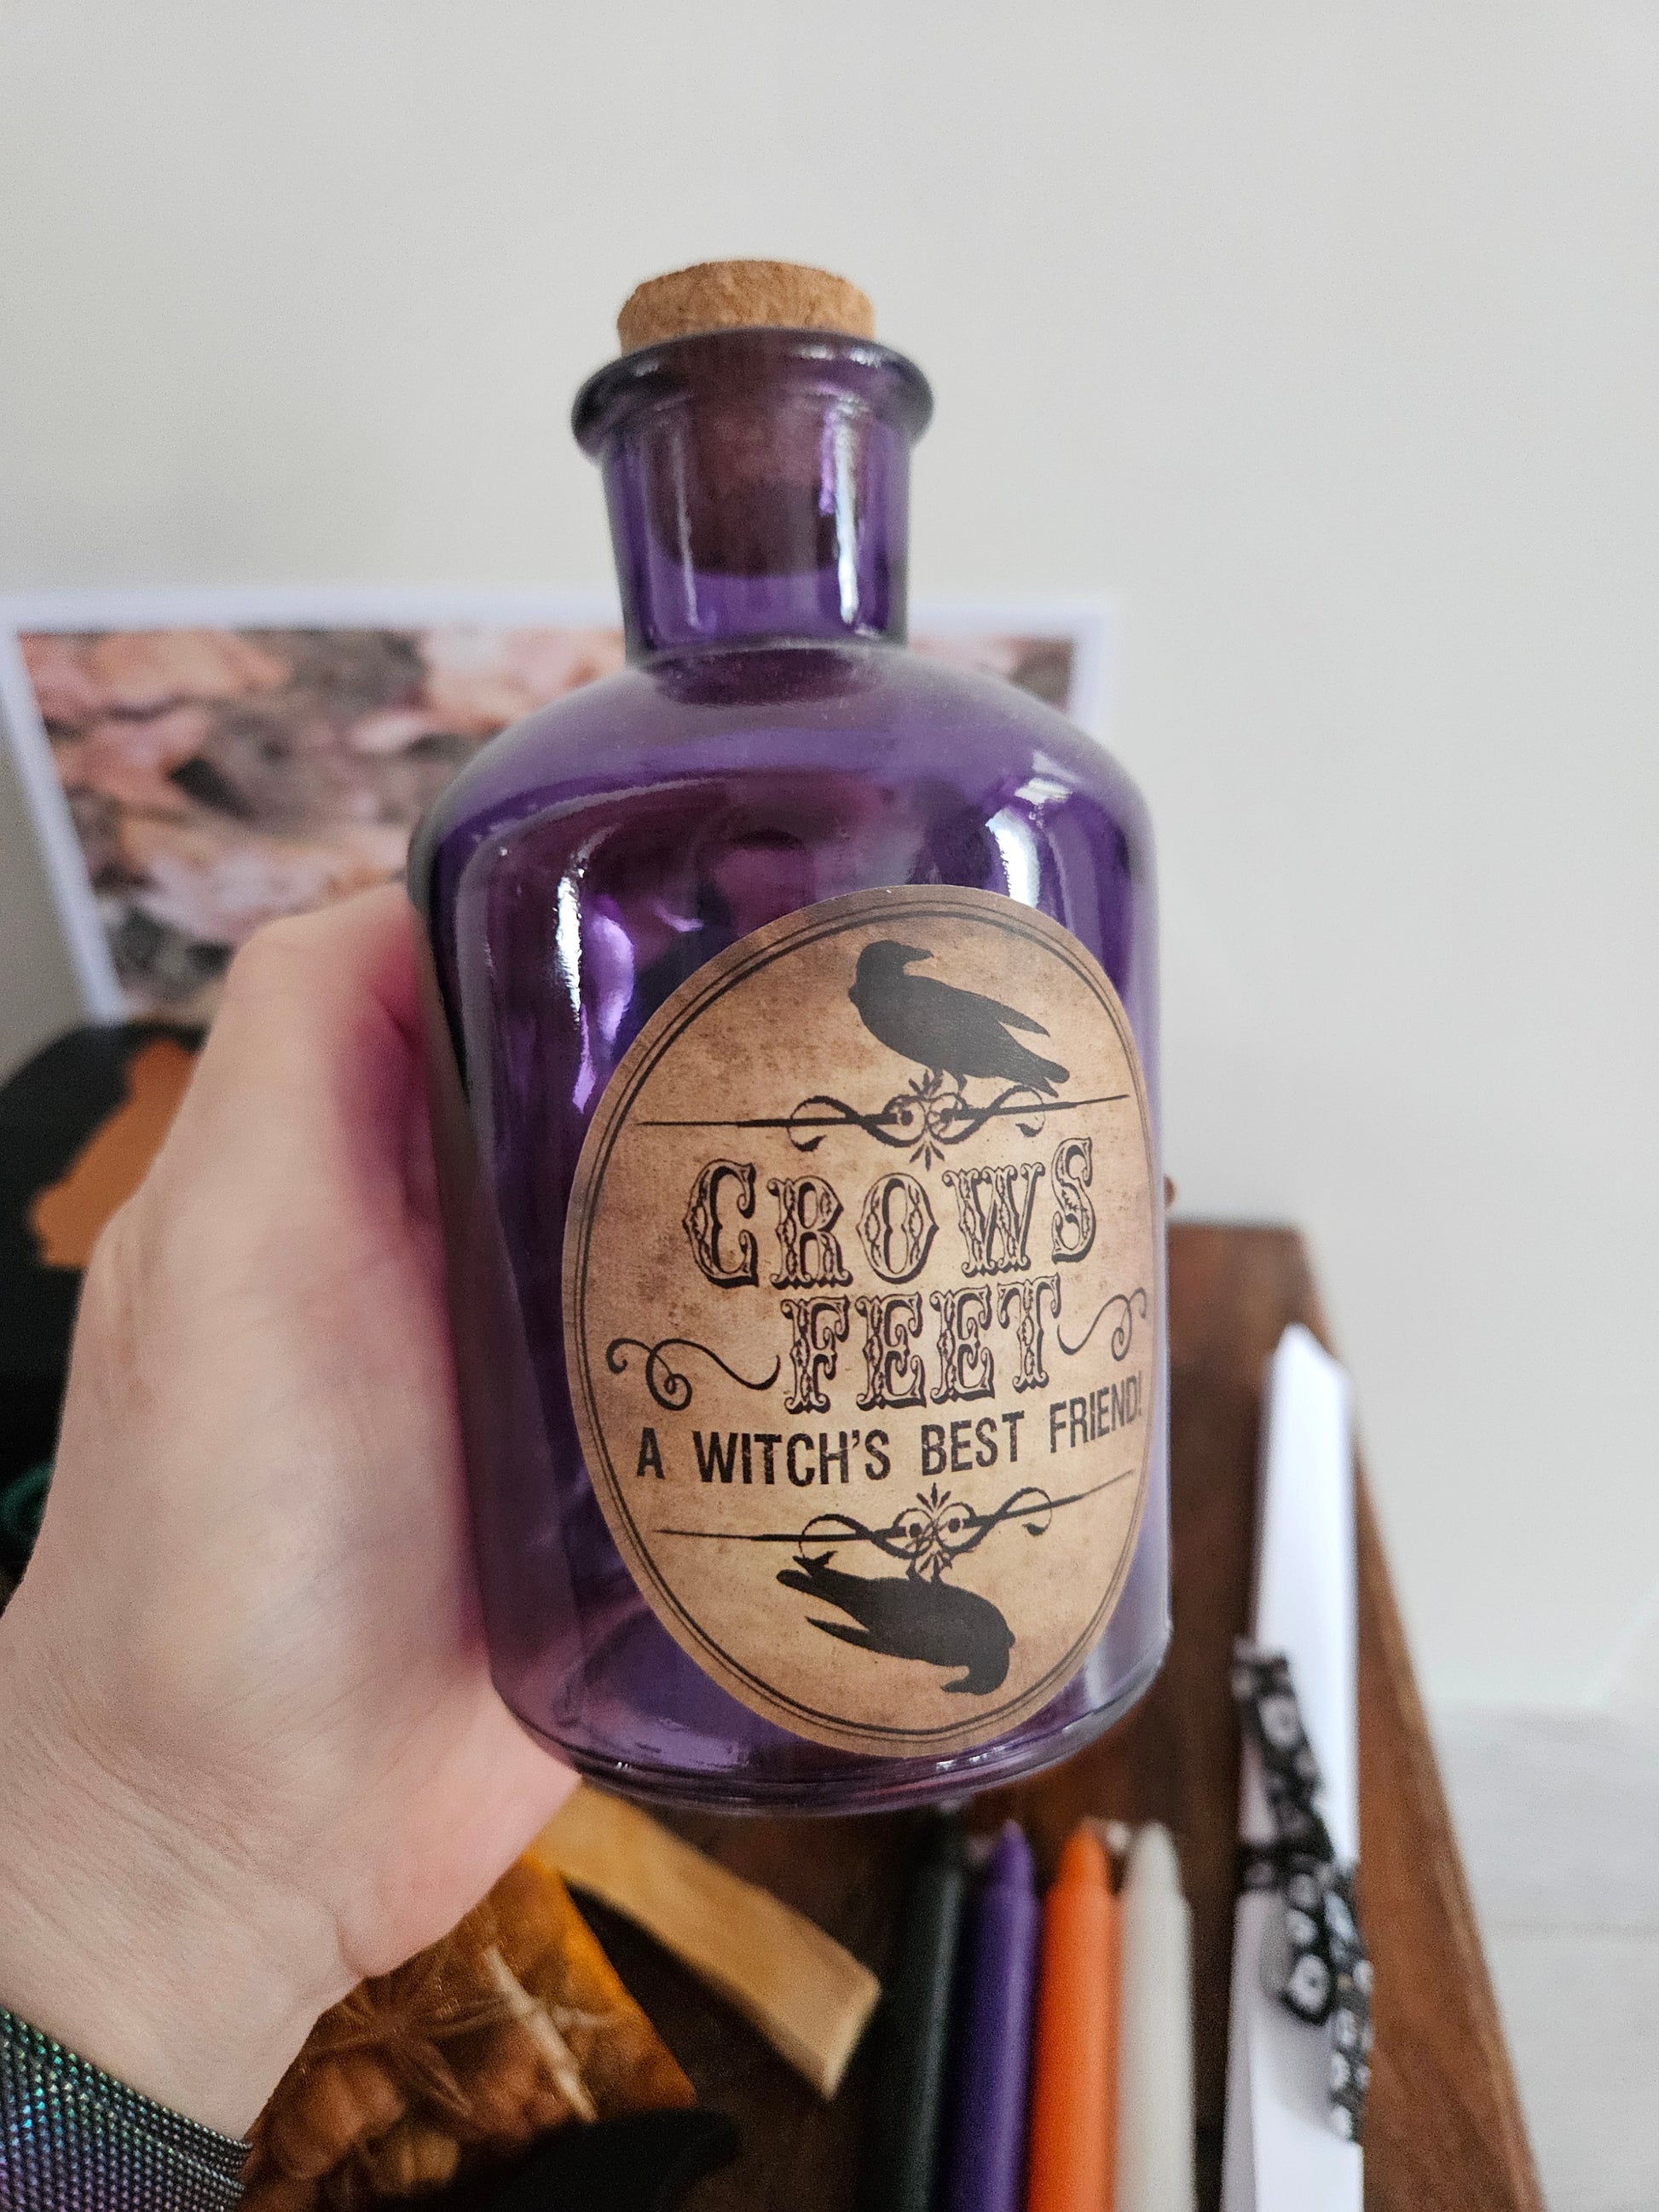 CROWS
FEET
A WITCH'S BEST FRIEND!